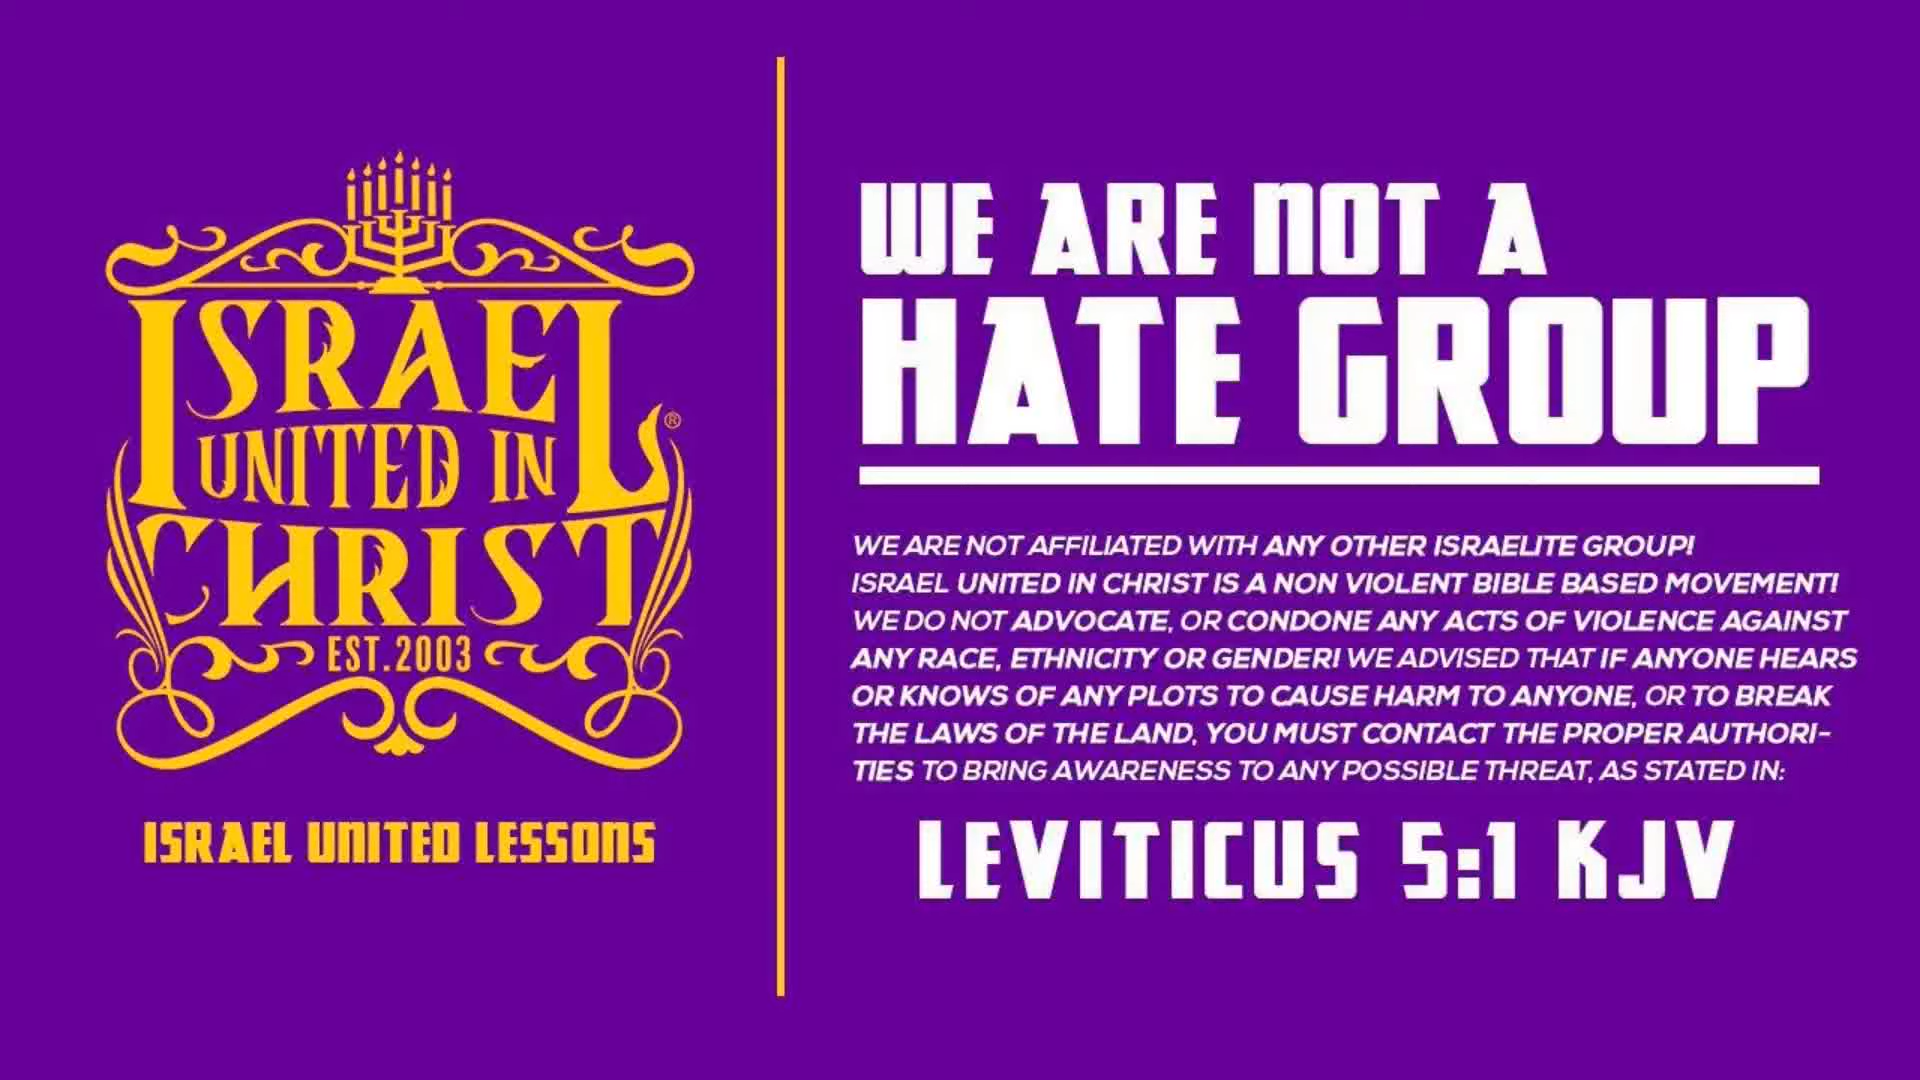 ISRAEL
UNITED IN
CHRIST
®
EST.2003
ISRAEL UNITED LESSONS
WE ARE NOT A
HATE GROUP
WE ARE NOT AFFILIATED WITH ANY OTHER ISRAELITE GROUP!
ISRAEL UNITED IN CHRIST IS A NON VIOLENT BIBLE BASED MOVEMENT!
WE DO NOT ADVOCATE, OR CONDONE ANY ACTS OF VIOLENCE AGAINST
ANY RACE, ETHNICITY OR GENDER! WE ADVISED THAT IF ANYONE HEARS
OR KNOWS OF ANY PLOTS TO CAUSE HARM TO ANYONE, OR TO BREAK
THE LAWS OF THE LAND, YOU MUST CONTACT THE PROPER AUTHORI-
TIES TO BRING AWARENESS TO ANY POSSIBLE THREAT, AS STATED IN:
LEVITICUS 5:1 KJV